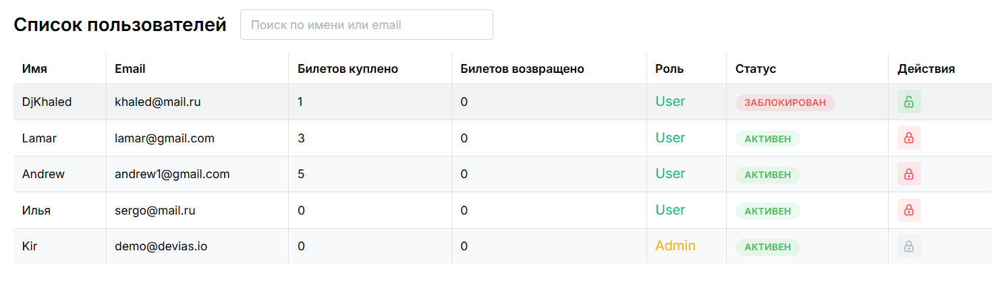 Список пользователей Поиск по имени или email
Имя Email Билетов куплено Билетов возвращено Роль Статус Действия
DjKhaled khaled@mail.ru 1 0 User ЗАБЛОКИРОВАН
Lamar lamar@gmail.com 3 0 User АКТИВЕН
Andrew andrew1@gmail.com 5 0 User АКТИВЕН
Илья sergo@mail.ru 0 0 User АКТИВЕН
Kir demo@devias.io 0 0 Admin АКТИВЕН